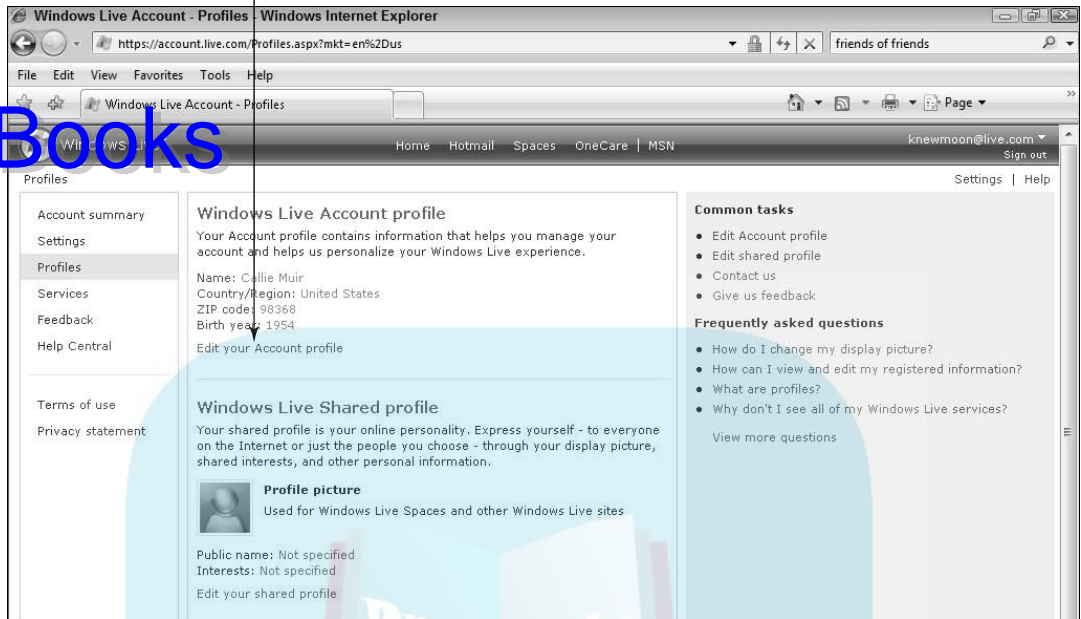 Windows Live Account - Profiles - Windows Internet Explorer
https://account.live.com/Profiles.aspx?mkt=en%2Dus
friends of friends
File Edit View Favorites Tools Help
Windows Live Account - Profiles
Page
Books
Windows Live
Home Hotmail Spaces OneCare | MSN
knewmoon@live.com
Sign out
Profiles
Settings | Help
Account summary
Settings
Profiles
Services
Feedback
Help Central
Terms of use
Privacy statement
Windows Live Account profile
Your Account profile contains information that helps you manage your
account and helps us personalize your Windows Live experience.
Name: Callie Muir
Country/Region: United States
ZIP code: 98368
Birth year: 1954
Edit your Account profile
Windows Live Shared profile
Your shared profile is your online personality. Express yourself - to everyone
on the Internet or just the people you choose - through your display picture,
shared interests, and other personal information.
Profile picture
Used for Windows Live Spaces and other Windows Live sites
Public name: Not specified
Interests: Not specified
Edit your shared profile
Common tasks
• Edit Account profile
• Edit shared profile
• Contact us
• Give us feedback
Frequently asked questions
• How do I change my display picture?
• How can I view and edit my registered information?
• What are profiles?
• Why don't I see all of my Windows Live services?
View more questions